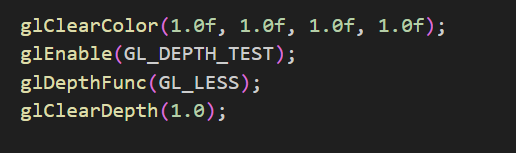 glClearColor(1.0f, 1.0f, 1.0f, 1.0f);
glEnable(GL_DEPTH_TEST);
glDepthFunc(GL_LESS);
glClearDepth(1.0);